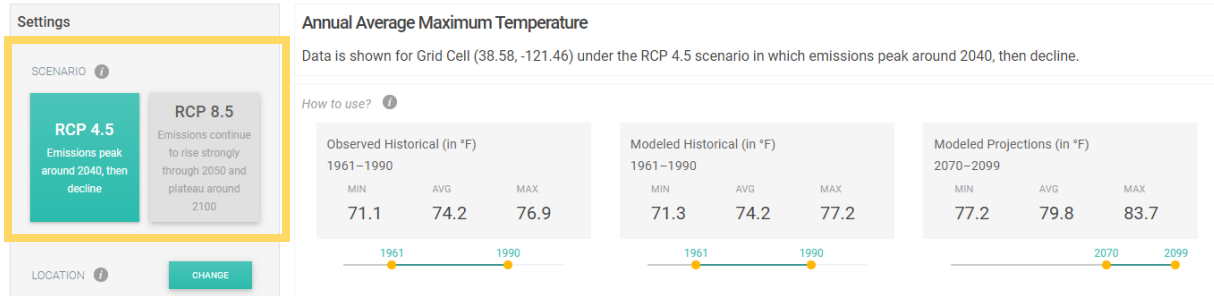 Settings
SCENARIO i
RCP 4.5
Emissions peak
around 2040, then
decline
RCP 8.5
Emissions continue
to rise strongly
through 2050 and
plateau around
2100
LOCATION i
CHANGE
Annual Average Maximum Temperature
Data is shown for Grid Cell (38.58, -121.46) under the RCP 4.5 scenario in which emissions peak around 2040, then decline.
How to use? i
Observed Historical (in °F)
1961–1990
MIN AVG MAX
71.1 74.2 76.9
1961 1990
Modeled Historical (in °F)
1961–1990
MIN AVG MAX
71.3 74.2 77.2
1961 1990
Modeled Projections (in °F)
2070–2099
MIN AVG MAX
77.2 79.8 83.7
2070 2099